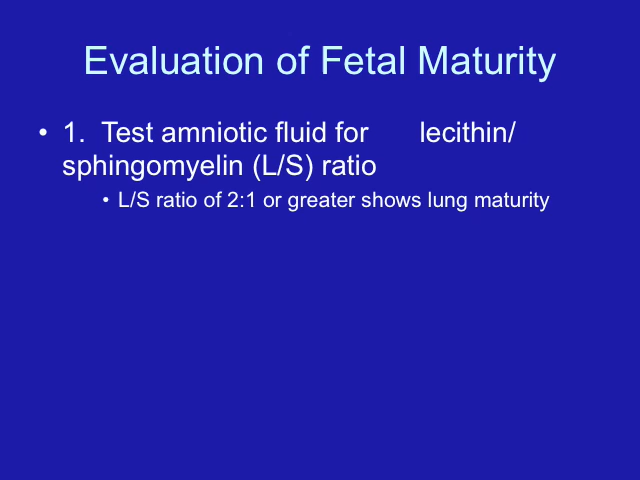 Evaluation of Fetal Maturity
• 1. Test amniotic fluid for lecithin/
sphingomyelin (L/S) ratio
• L/S ratio of 2:1 or greater shows lung maturity